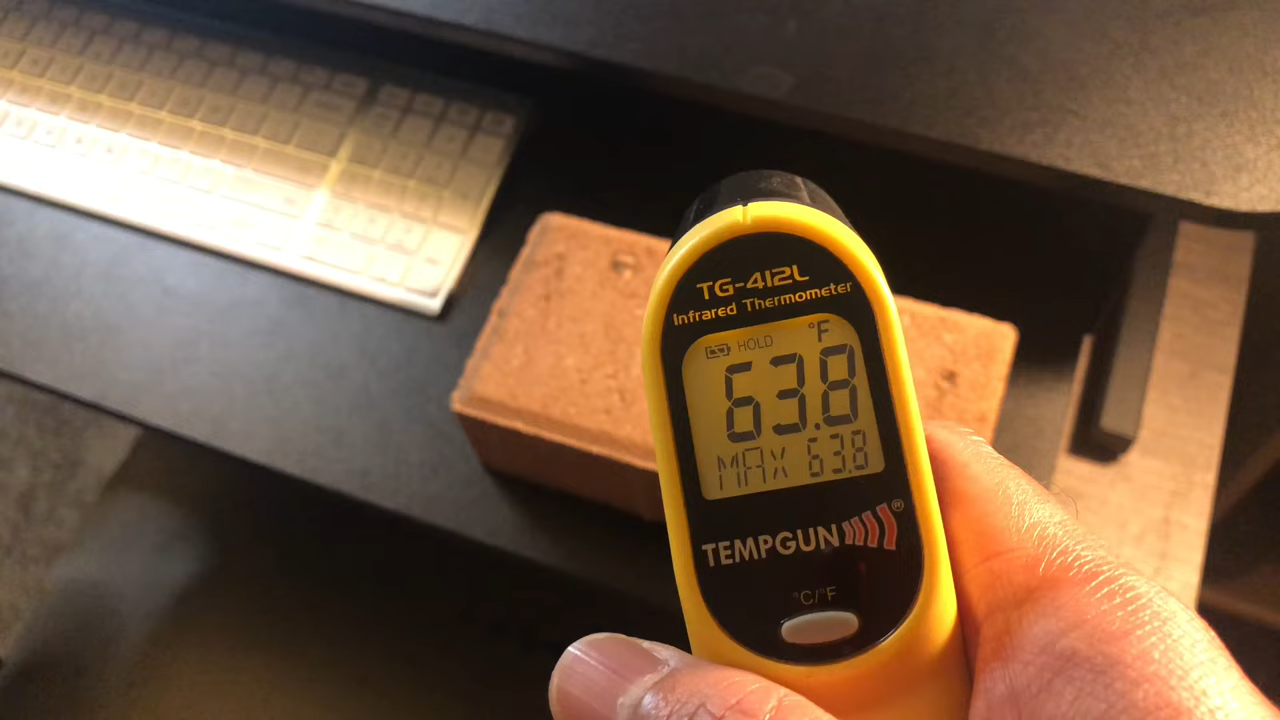 TG-412L
Infrared Thermometer
HOLD °F
63.8
MAX 63.8
TEMPGUN®
°C/°F